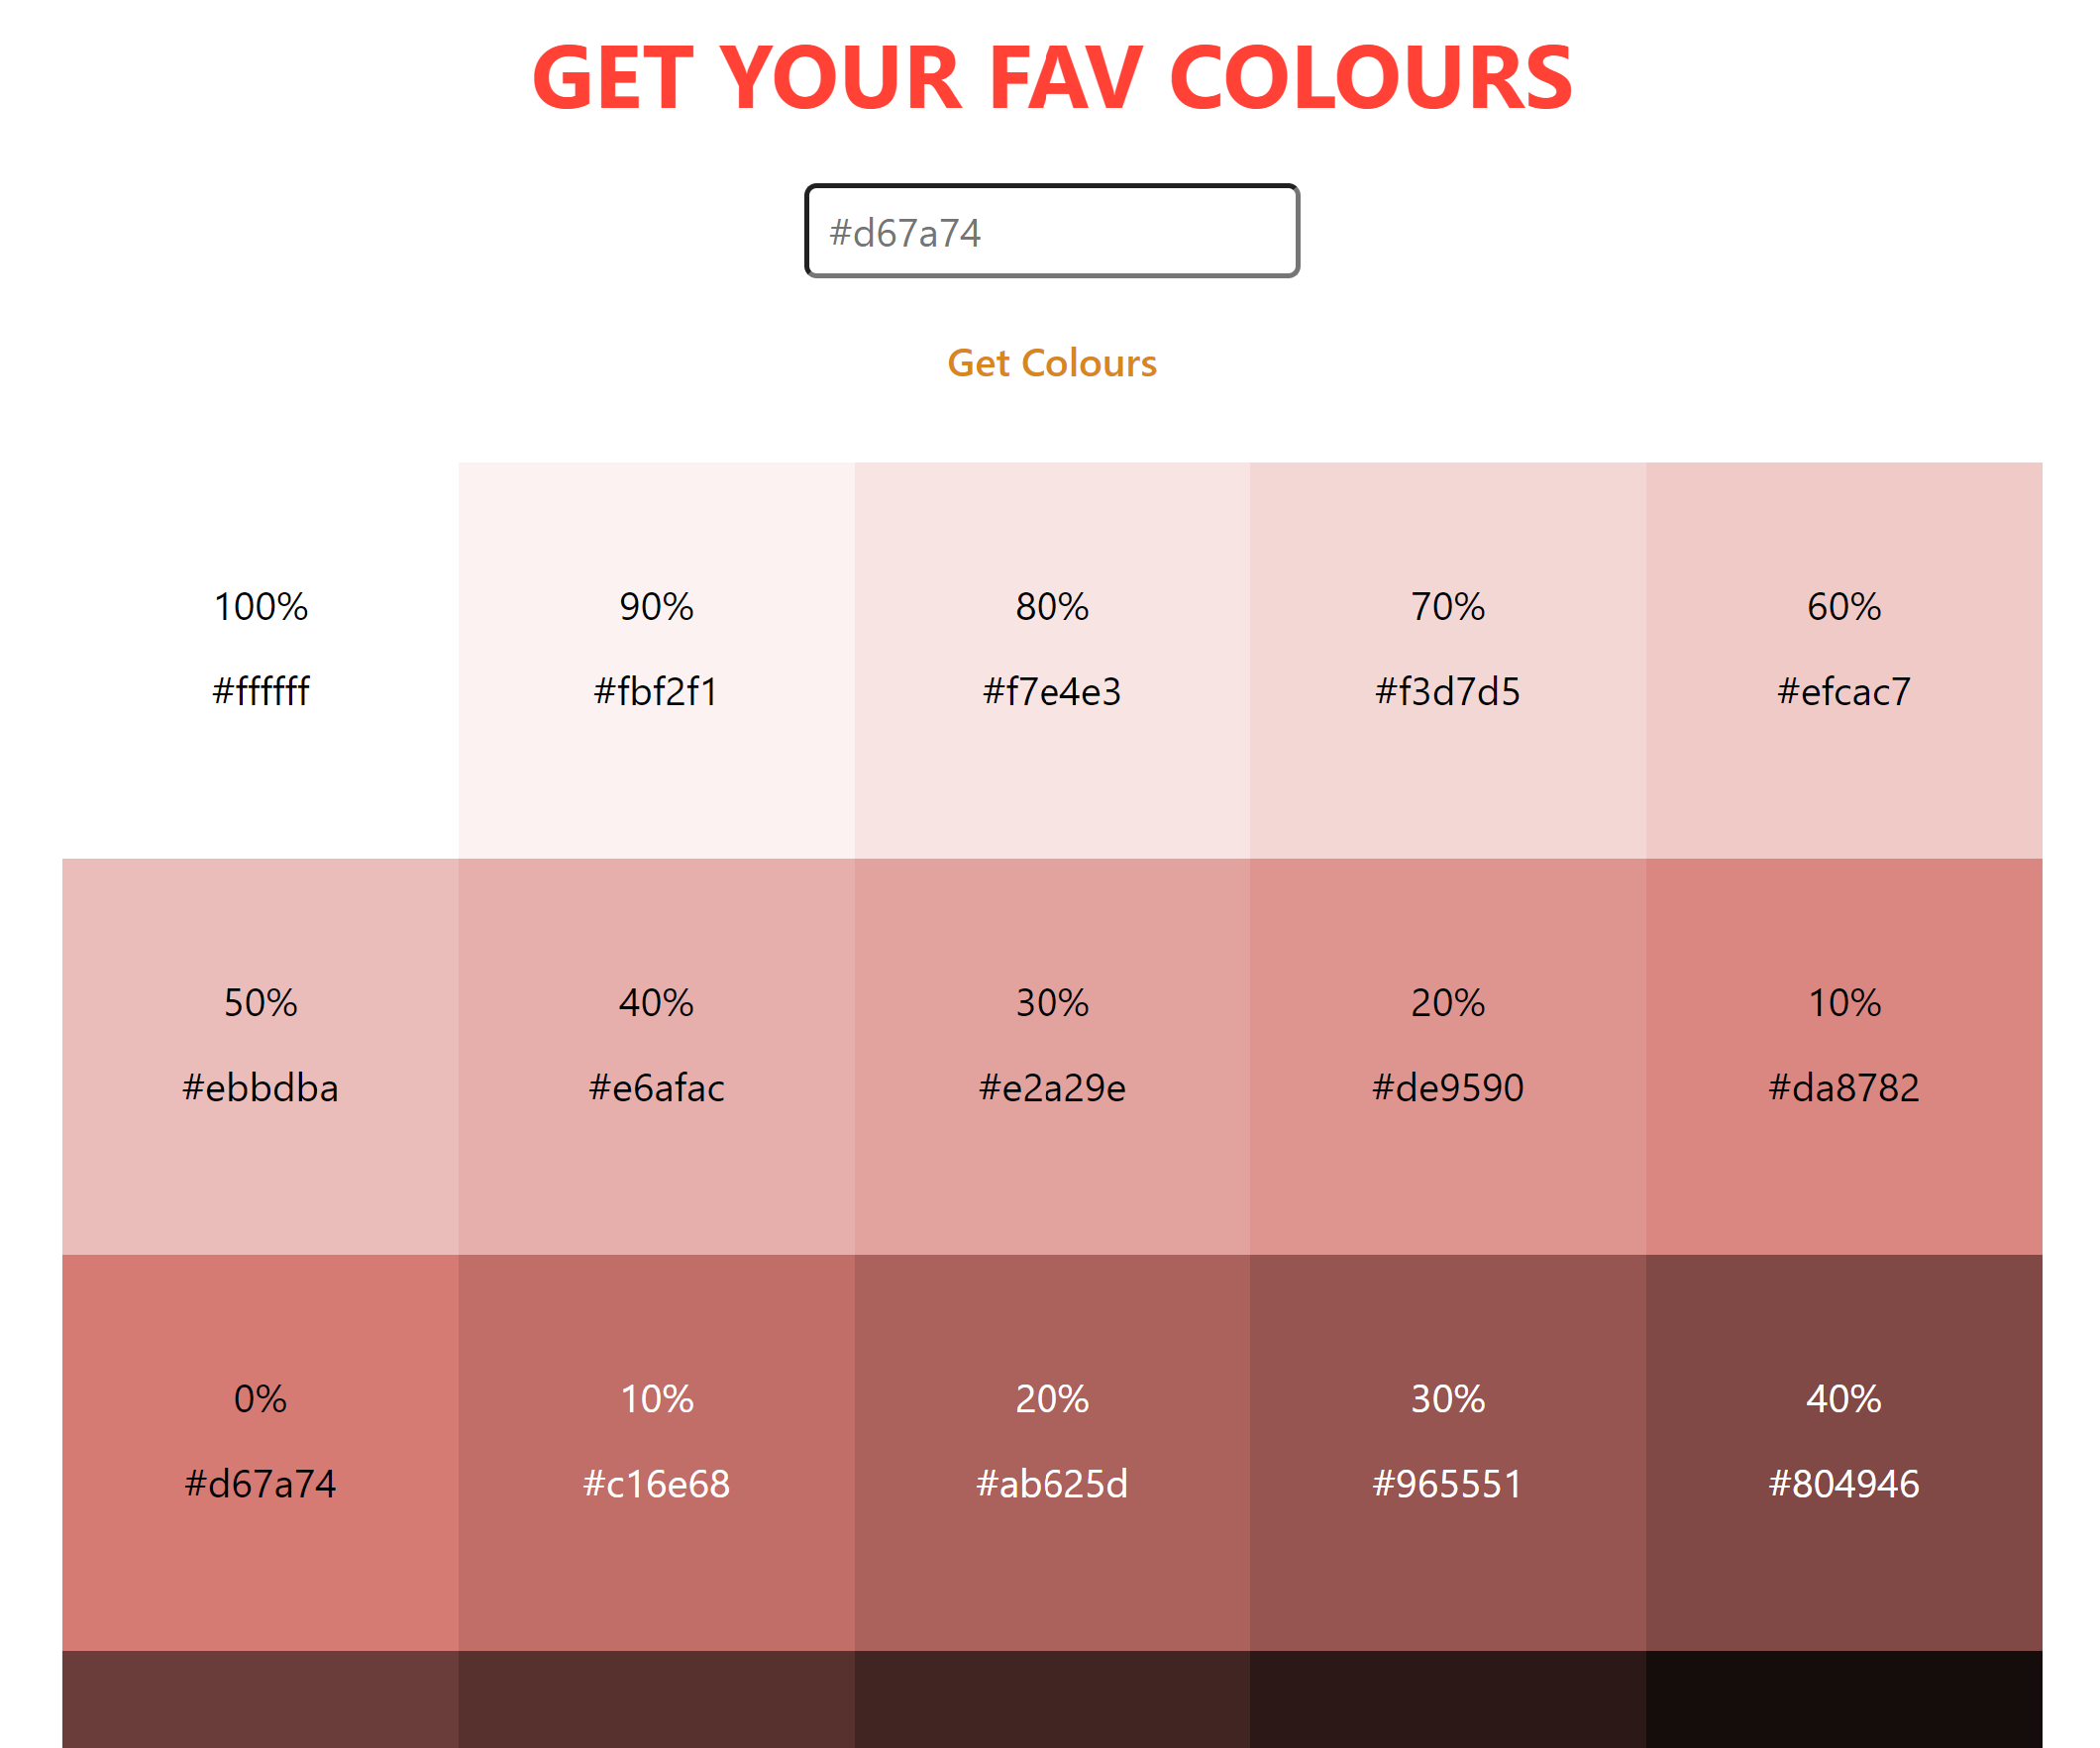 GET YOUR FAV COLOURS
#d67a74
Get Colours
100% 90% 80% 70% 60%
#ffffff #fbf2f1 #f7e4e3 #f3d7d5 #efcac7
50% 40% 30% 20% 10%
#ebbdba #e6afac #e2a29e #de9590 #da8782
0% 10% 20% 30% 40%
#d67a74 #c16e68 #ab625d #965551 #804946